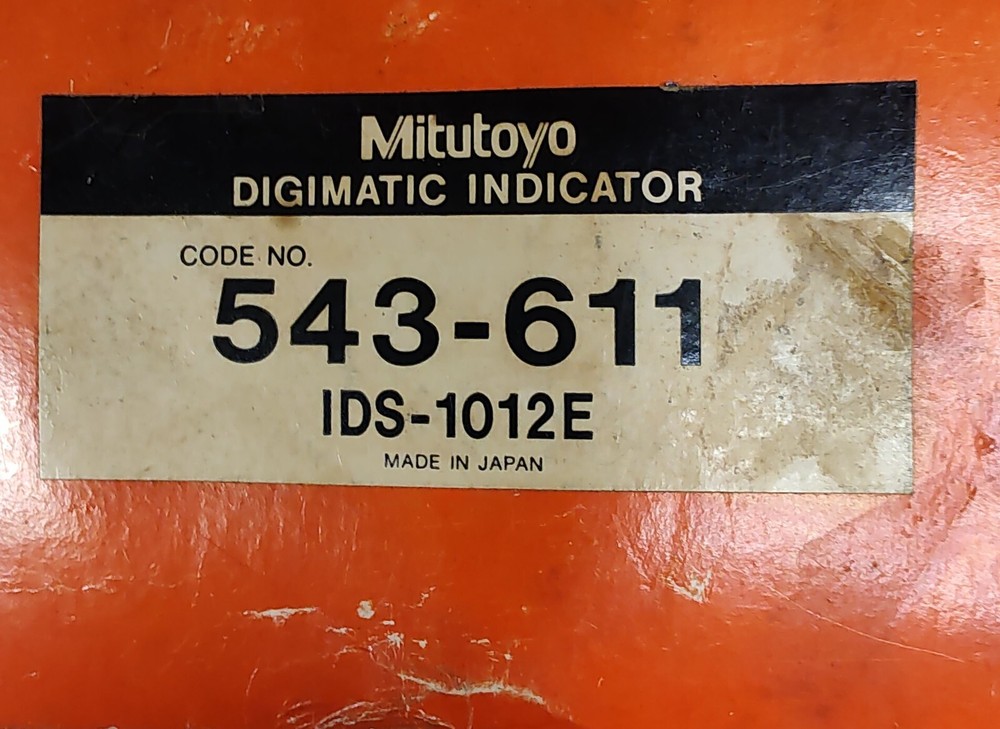 Mitutoyo
DIGIMATIC INDICATOR
CODE NO.
543-611
IDS-1012E
MADE IN JAPAN